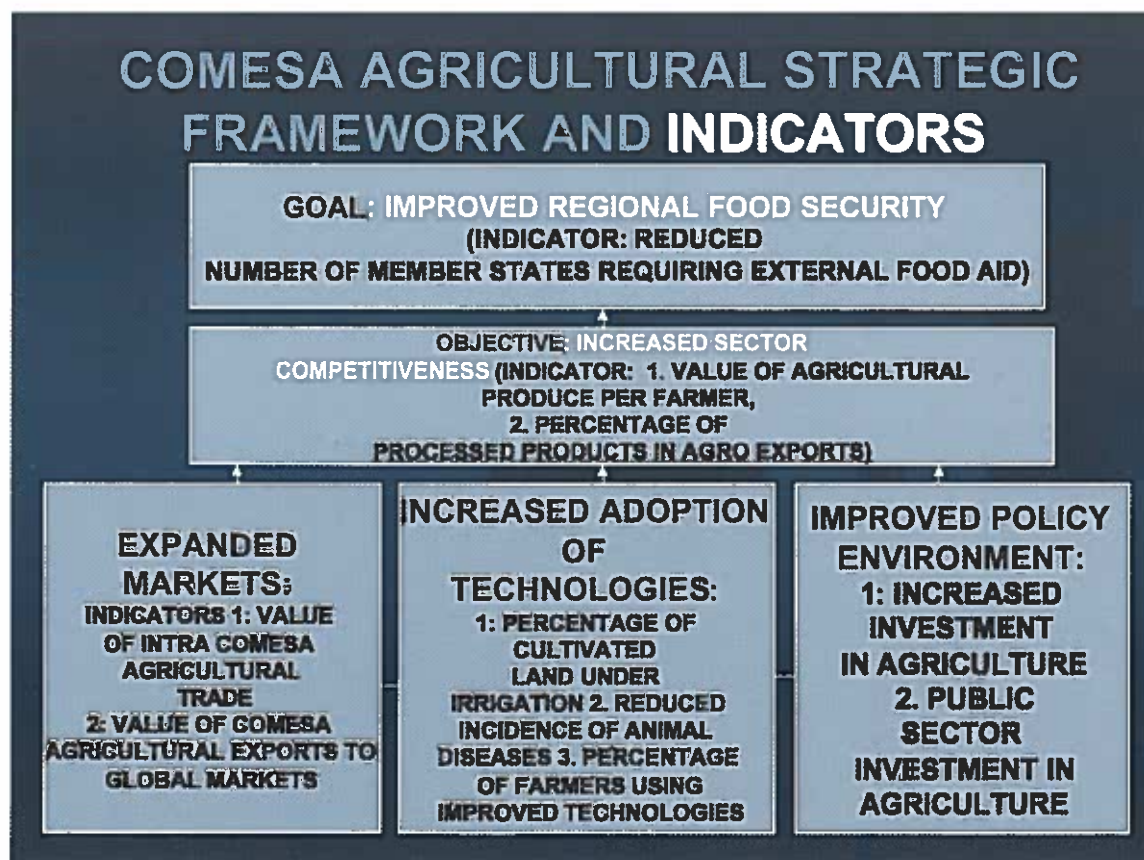 COMESA AGRICULTURAL STRATEGIC
FRAMEWORK AND INDICATORS
GOAL: IMPROVED REGIONAL FOOD SECURITY
(INDICATOR: REDUCED
NUMBER OF MEMBER STATES REQUIRING EXTERNAL FOOD AID)
OBJECTIVE: INCREASED SECTOR
COMPETITIVENESS (INDICATOR: 1. VALUE OF AGRICULTURAL
PRODUCE PER FARMER,
2. PERCENTAGE OF
PROCESSED PRODUCTS IN AGRO EXPORTS)
EXPANDED
MARKETS:
INDICATORS 1: VALUE
OF INTRA COMESA
AGRICULTURAL
TRADE
2: VALUE OF COMESA
AGRICULTURAL EXPORTS TO
GLOBAL MARKETS
INCREASED ADOPTION
OF
TECHNOLOGIES:
1: PERCENTAGE OF
CULTIVATED
LAND UNDER
IRRIGATION 2. REDUCED
INCIDENCE OF ANIMAL
DISEASES 3. PERCENTAGE
OF FARMERS USING
IMPROVED TECHNOLOGIES
IMPROVED POLICY
ENVIRONMENT:
1: INCREASED
INVESTMENT
IN AGRICULTURE
2. PUBLIC
SECTOR
INVESTMENT IN
AGRICULTURE